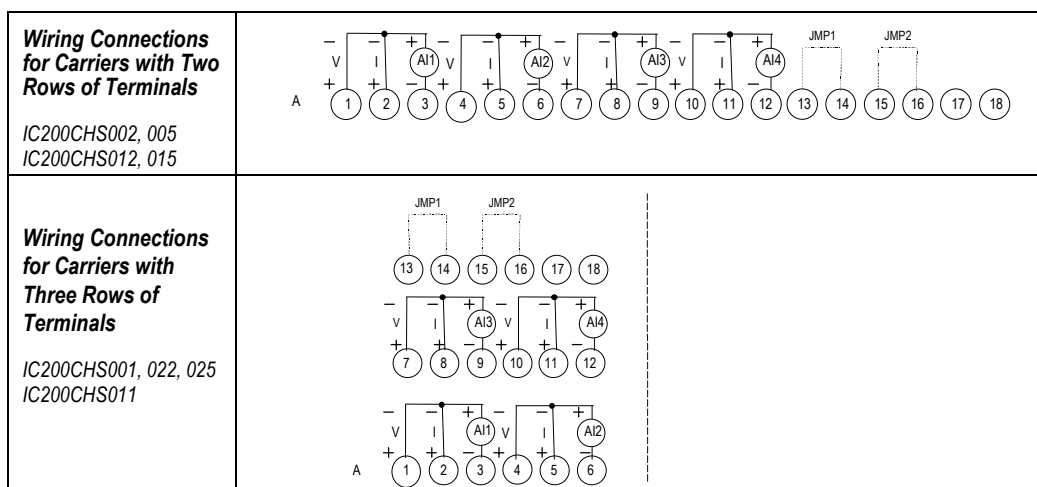 Wiring Connections
for Carriers with Two
Rows of Terminals
IC200CHS002, 005
IC200CHS012, 015
JMP1 JMP2
− − + − − + − − + − − +
V I AI1 V I AI2 V I AI3 V I AI4
+ + − + + − + + − + + −
A 1 2 3 4 5 6 7 8 9 10 11 12 13 14 15 16 17 18
Wiring Connections
for Carriers with
Three Rows of
Terminals
IC200CHS001, 022, 025
IC200CHS011
JMP1 JMP2
13 14 15 16 17 18
− − + − − +
V I AI3 V I AI4
+ + − + + −
7 8 9 10 11 12
− − + − − +
V I AI1 V I AI2
+ + − + + −
A 1 2 3 4 5 6